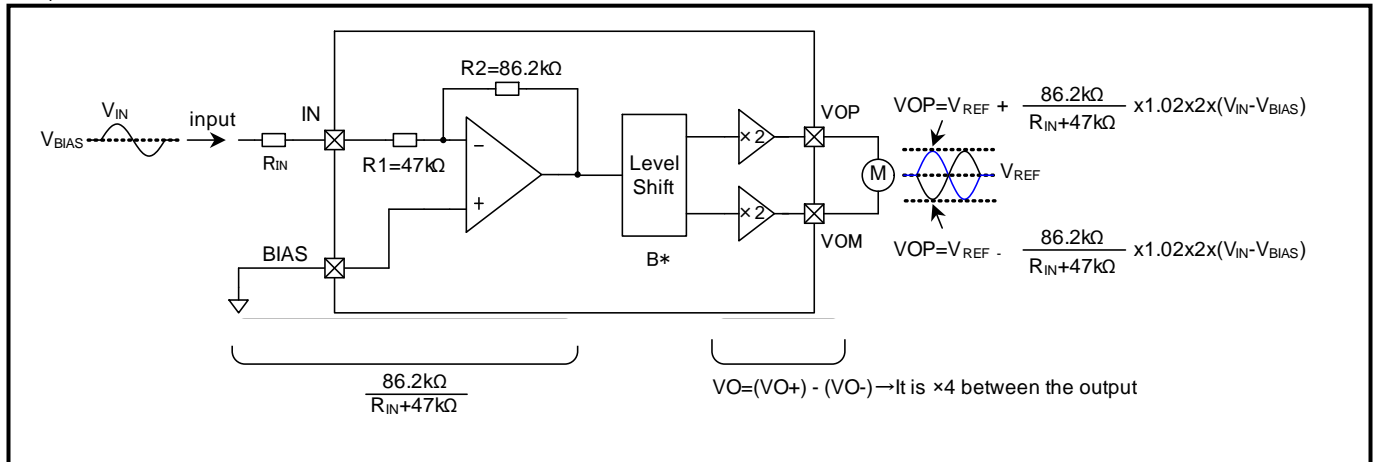 R2=86.2kΩ
VIN
VBIAS
input
IN
RIN
R1=47kΩ
−
+
BIAS
Level
Shift
B*
×2
×2
VOP
VOM
M
VOP=VREF + 86.2kΩ
RIN+47kΩ x1.02x2x(VIN-VBIAS)
VREF
VOP=VREF - 86.2kΩ
RIN+47kΩ x1.02x2x(VIN-VBIAS)
86.2kΩ
RIN+47kΩ
VO=(VO+) - (VO-)→It is ×4 between the output